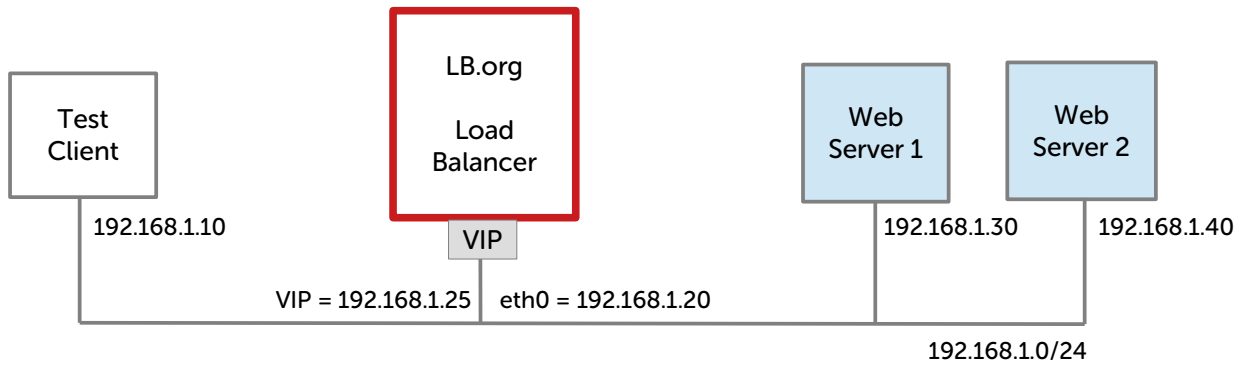 LB.org
Load
Balancer
Test
Client
Web
Server 1
Web
Server 2
192.168.1.10
VIP
192.168.1.30
192.168.1.40
VIP = 192.168.1.25
eth0 = 192.168.1.20
192.168.1.0/24